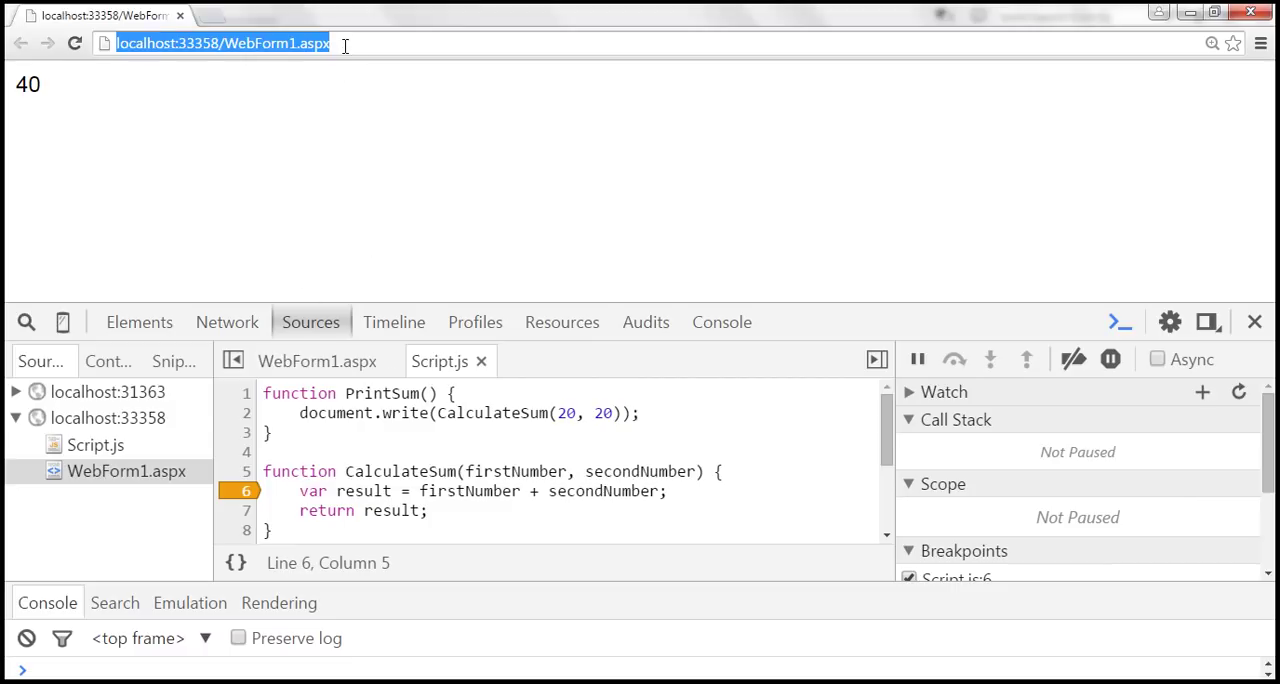 localhost:33358/WebForm
localhost:33358/WebForm1.aspx
40
Elements Network Sources Timeline Profiles Resources Audits Console
Sour... Cont... Snip...
WebForm1.aspx Script.js
Async
localhost:31363
localhost:33358
Script.js
WebForm1.aspx
1 function PrintSum() {
2 document.write(CalculateSum(20, 20));
3 }
4
5 function CalculateSum(firstNumber, secondNumber) {
6 var result = firstNumber + secondNumber;
7 return result;
8 }
{} Line 6, Column 5
Watch
Call Stack
Not Paused
Scope
Not Paused
Breakpoints
Script.js:6
Console Search Emulation Rendering
<top frame> Preserve log